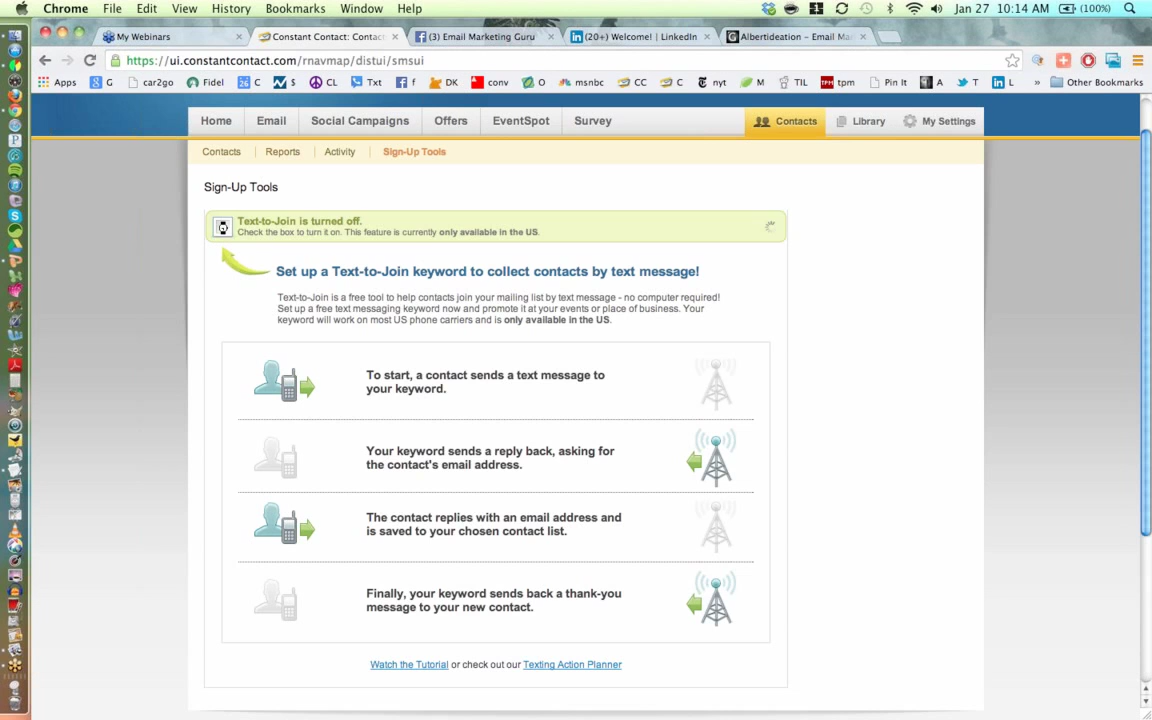 Chrome File Edit View History Bookmarks Window Help Jan 27 10:14 AM (100%)
My Webinars Constant Contact: Contac (3) Email Marketing Guru (20+) Welcome! | LinkedIn Albertideation – Email Ma
https://ui.constantcontact.com/rnavmap/distui/smsui
Apps G car2go Fidel C S CL Txt f DK conv O msnbc CC C nyt M TIL tpm Pin It A T L » Other Bookmarks
Home Email Social Campaigns Offers EventSpot Survey Contacts Library My Settings
Contacts Reports Activity Sign-Up Tools
Sign-Up Tools
Text-to-Join is turned off.
Check the box to turn it on. This feature is currently only available in the US.
Set up a Text-to-Join keyword to collect contacts by text message!
Text-to-Join is a free tool to help contacts join your mailing list by text message - no computer required!
Set up a free text messaging keyword now and promote it at your events or place of business. Your
keyword will work on most US phone carriers and is only available in the US.
To start, a contact sends a text message to
your keyword.
Your keyword sends a reply back, asking for
the contact's email address.
The contact replies with an email address and
is saved to your chosen contact list.
Finally, your keyword sends back a thank-you
message to your new contact.
Watch the Tutorial or check out our Texting Action Planner